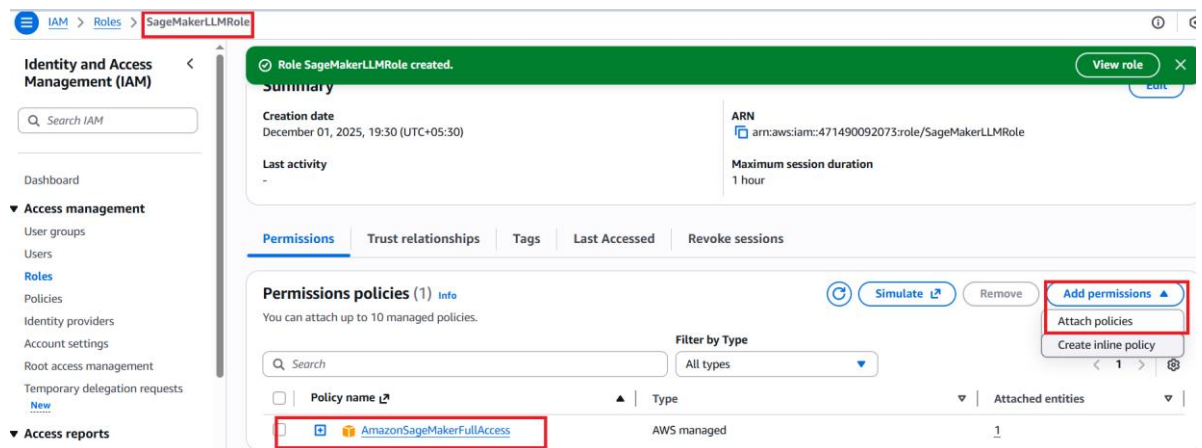 IAM > Roles > SageMakerLLMRole
Identity and Access Management (IAM)
Search IAM
Dashboard
Access management
User groups
Users
Roles
Policies
Identity providers
Account settings
Root access management
Temporary delegation requests
New
Access reports
Role SageMakerLLMRole created.
View role
Summary
Edit
Creation date
December 01, 2025, 19:30 (UTC+05:30)
ARN
arn:aws:iam::471490092073:role/SageMakerLLMRole
Last activity
-
Maximum session duration
1 hour
Permissions
Trust relationships
Tags
Last Accessed
Revoke sessions
Permissions policies (1) Info
Simulate
Remove
Add permissions
You can attach up to 10 managed policies.
Attach policies
Create inline policy
Filter by Type
Search
All types
1
Policy name
Type
Attached entities
AmazonSageMakerFullAccess
AWS managed
1